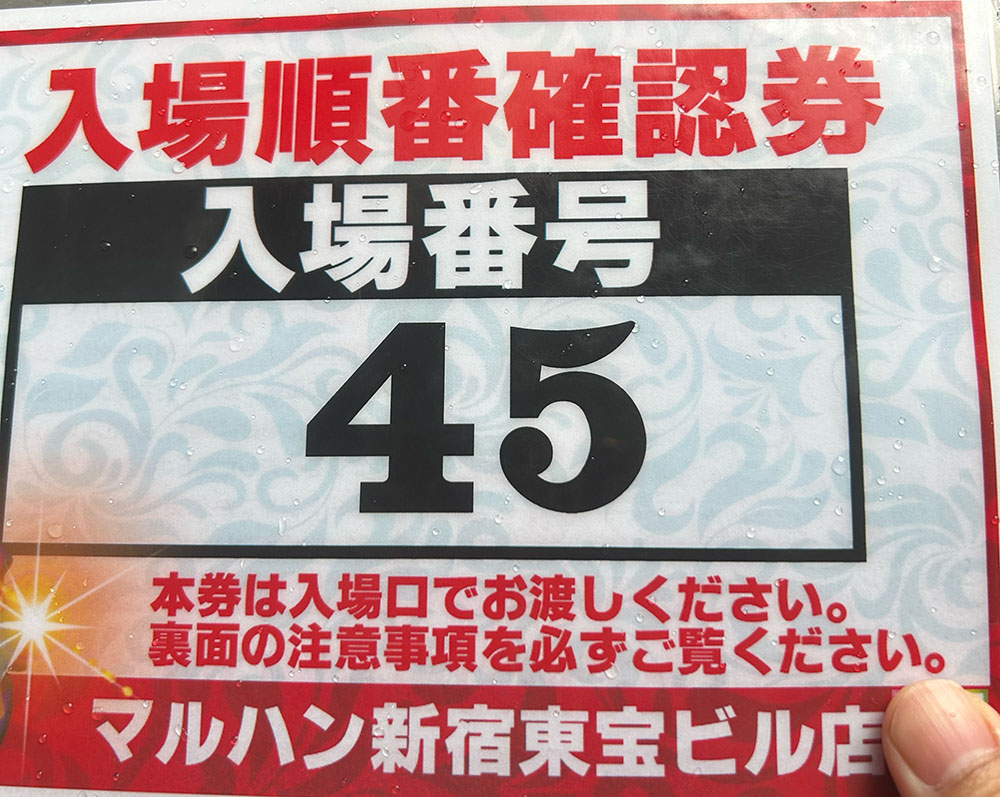 入場順番確認券
入場番号
45
本券は入場口でお渡しください。
裏面の注意事項を必ずご覧ください。
マルハン新宿東宝ビル店